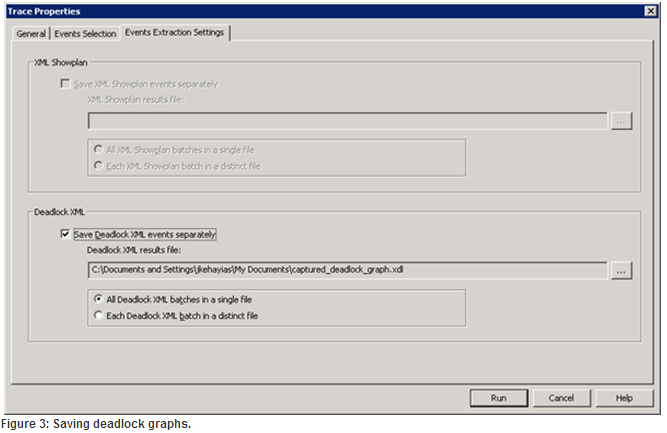 Trace Properties
General
Events Selection
Events Extraction Settings
XML Showplan
Save XML Showplan events separately
XML Showplan results file:
...
All XML Showplan batches in a single file
Each XML Showplan batch in a distinct file
Deadlock XML
Save Deadlock XML events separately
Deadlock XML results file:
C:\Documents and Settings\jkehayias\My Documents\captured_deadlock_graph.xdl
...
All Deadlock XML batches in a single file
Each Deadlock XML batch in a distinct file
Run
Cancel
Help
Figure 3: Saving deadlock graphs.